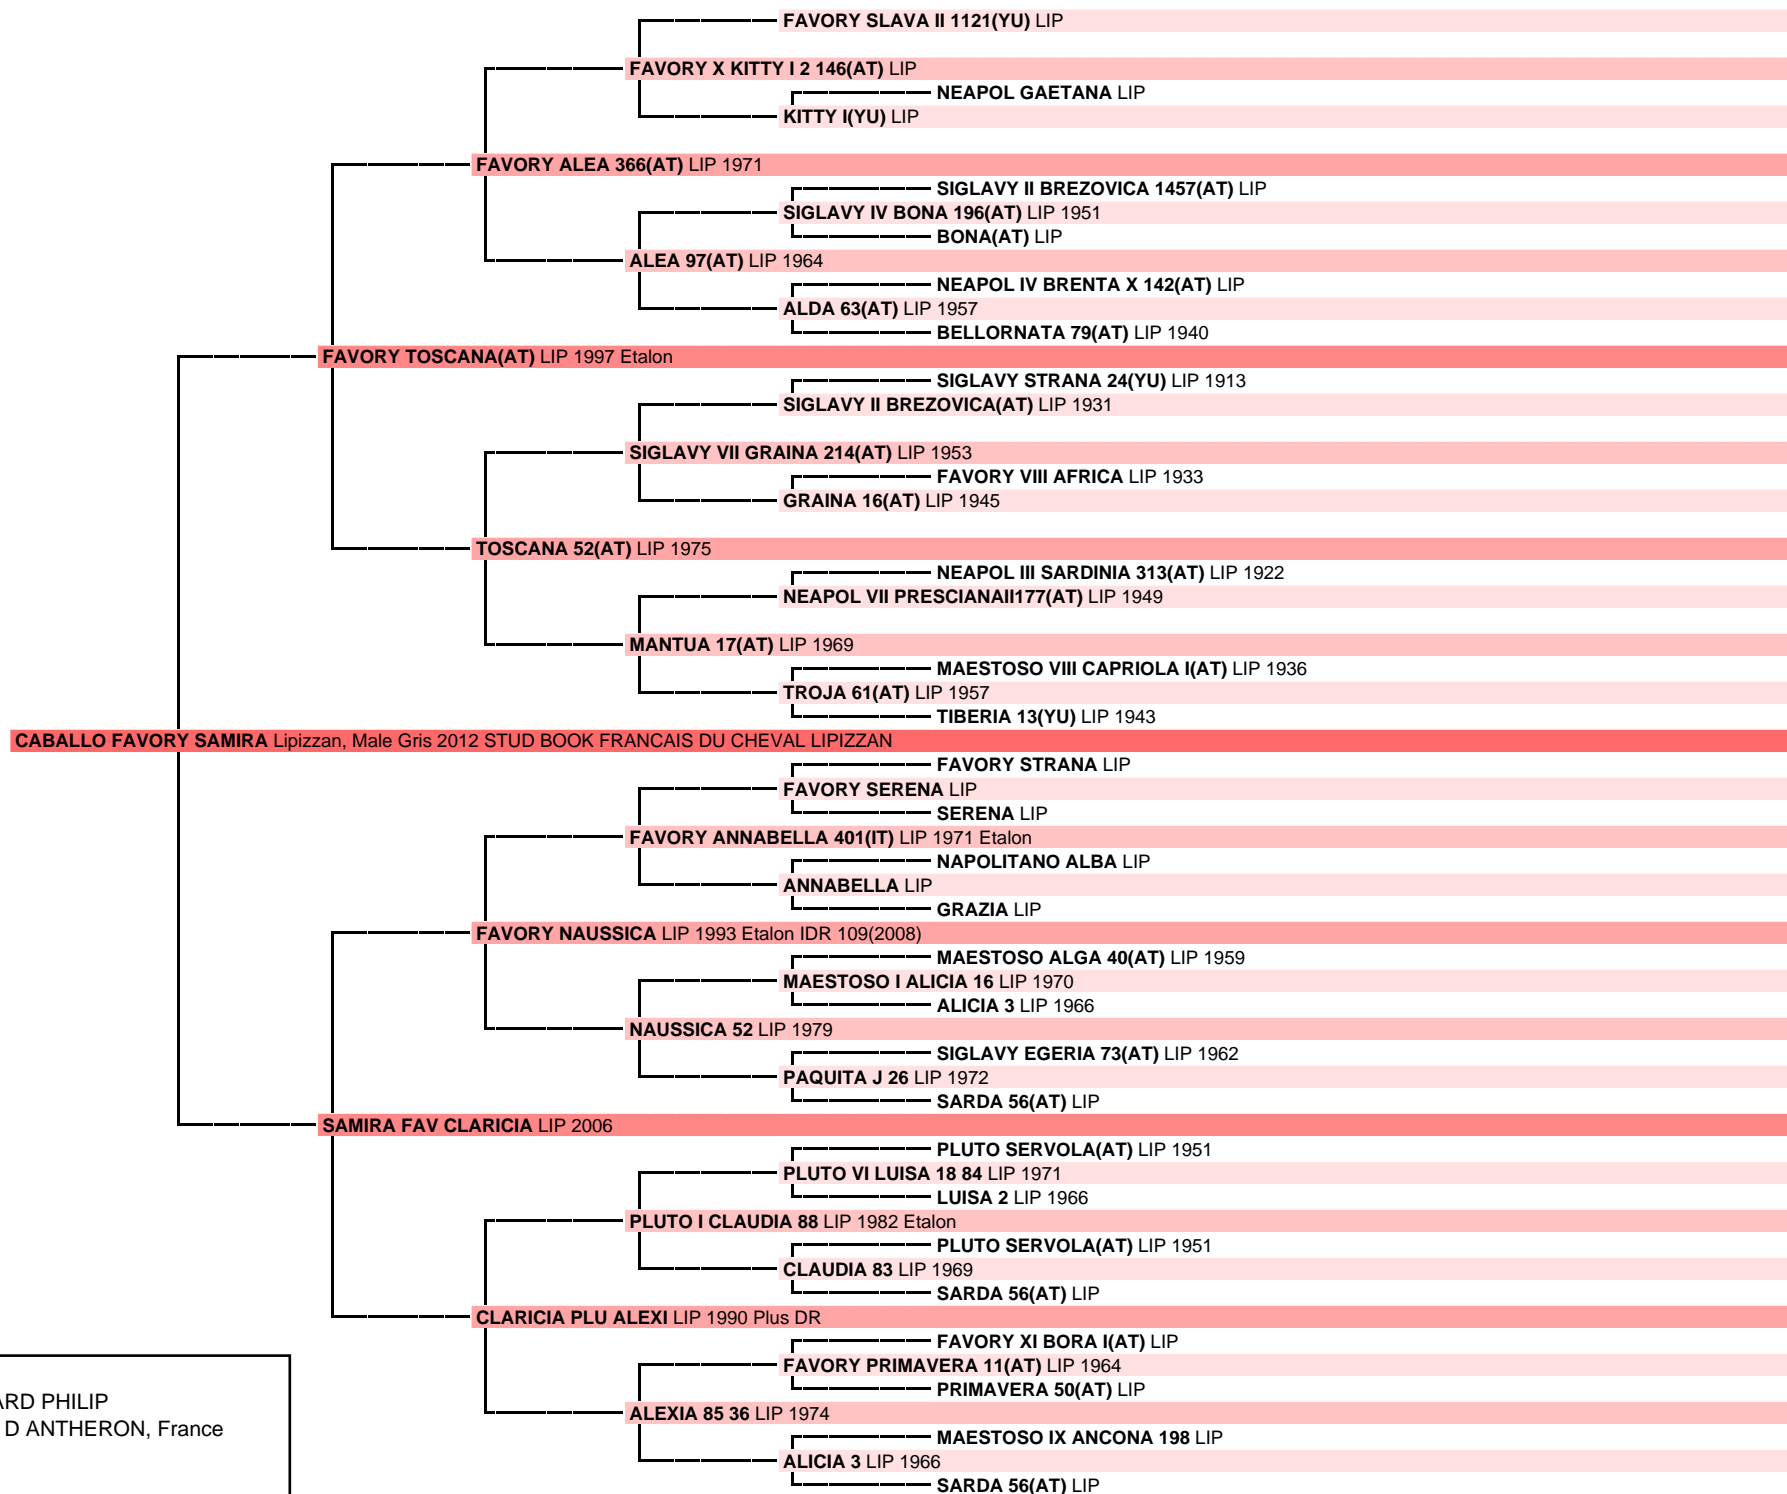 FAVORY SLAVA II 1121(YU) LIP
FAVORY X KITTY I 2 146(AT) LIP
NEAPOL GAETANA LIP
KITTY I(YU) LIP
FAVORY ALEA 366(AT) LIP 1971
SIGLAVY II BREZOVICA 1457(AT) LIP
SIGLAVY IV BONA 196(AT) LIP 1951
BONA(AT) LIP
ALEA 97(AT) LIP 1964
NEAPOL IV BRENTA X 142(AT) LIP
ALDA 63(AT) LIP 1957
BELLORNATA 79(AT) LIP 1940
FAVORY TOSCANA(AT) LIP 1997 Etalon
SIGLAVY STRANA 24(YU) LIP 1913
SIGLAVY II BREZOVICA(AT) LIP 1931
SIGLAVY VII GRAINA 214(AT) LIP 1953
FAVORY VIII AFRICA LIP 1933
GRAINA 16(AT) LIP 1945
TOSCANA 52(AT) LIP 1975
NEAPOL III SARDINIA 313(AT) LIP 1922
NEAPOL VII PRESCIANAII177(AT) LIP 1949
MANTUA 17(AT) LIP 1969
MAESTOSO VIII CAPRIOLA I(AT) LIP 1936
TROJA 61(AT) LIP 1957
TIBERIA 13(YU) LIP 1943
CABALLO FAVORY SAMIRA Lipizzan, Male Gris 2012 STUD BOOK FRANCAIS DU CHEVAL LIPIZZAN
FAVORY STRANA LIP
FAVORY SERENA LIP
SERENA LIP
FAVORY ANNABELLA 401(IT) LIP 1971 Etalon
NAPOLITANO ALBA LIP
ANNABELLA LIP
GRAZIA LIP
FAVORY NAUSSICA LIP 1993 Etalon IDR 109(2008)
MAESTOSO ALGA 40(AT) LIP 1959
MAESTOSO I ALICIA 16 LIP 1970
ALICIA 3 LIP 1966
NAUSSICA 52 LIP 1979
SIGLAVY EGERIA 73(AT) LIP 1962
PAQUITA J 26 LIP 1972
SARDA 56(AT) LIP
SAMIRA FAV CLARICIA LIP 2006
PLUTO SERVOLA(AT) LIP 1951
PLUTO VI LUISA 18 84 LIP 1971
LUISA 2 LIP 1966
PLUTO I CLAUDIA 88 LIP 1982 Etalon
PLUTO SERVOLA(AT) LIP 1951
CLAUDIA 83 LIP 1969
SARDA 56(AT) LIP
CLARICIA PLU ALEXI LIP 1990 Plus DR
FAVORY XI BORA I(AT) LIP
FAVORY PRIMAVERA 11(AT) LIP 1964
PRIMAVERA 50(AT) LIP
ALEXIA 85 36 LIP 1974
MAESTOSO IX ANCONA 198 LIP
ALICIA 3 LIP 1966
SARDA 56(AT) LIP
ARD PHILIP
D ANTHERON, France